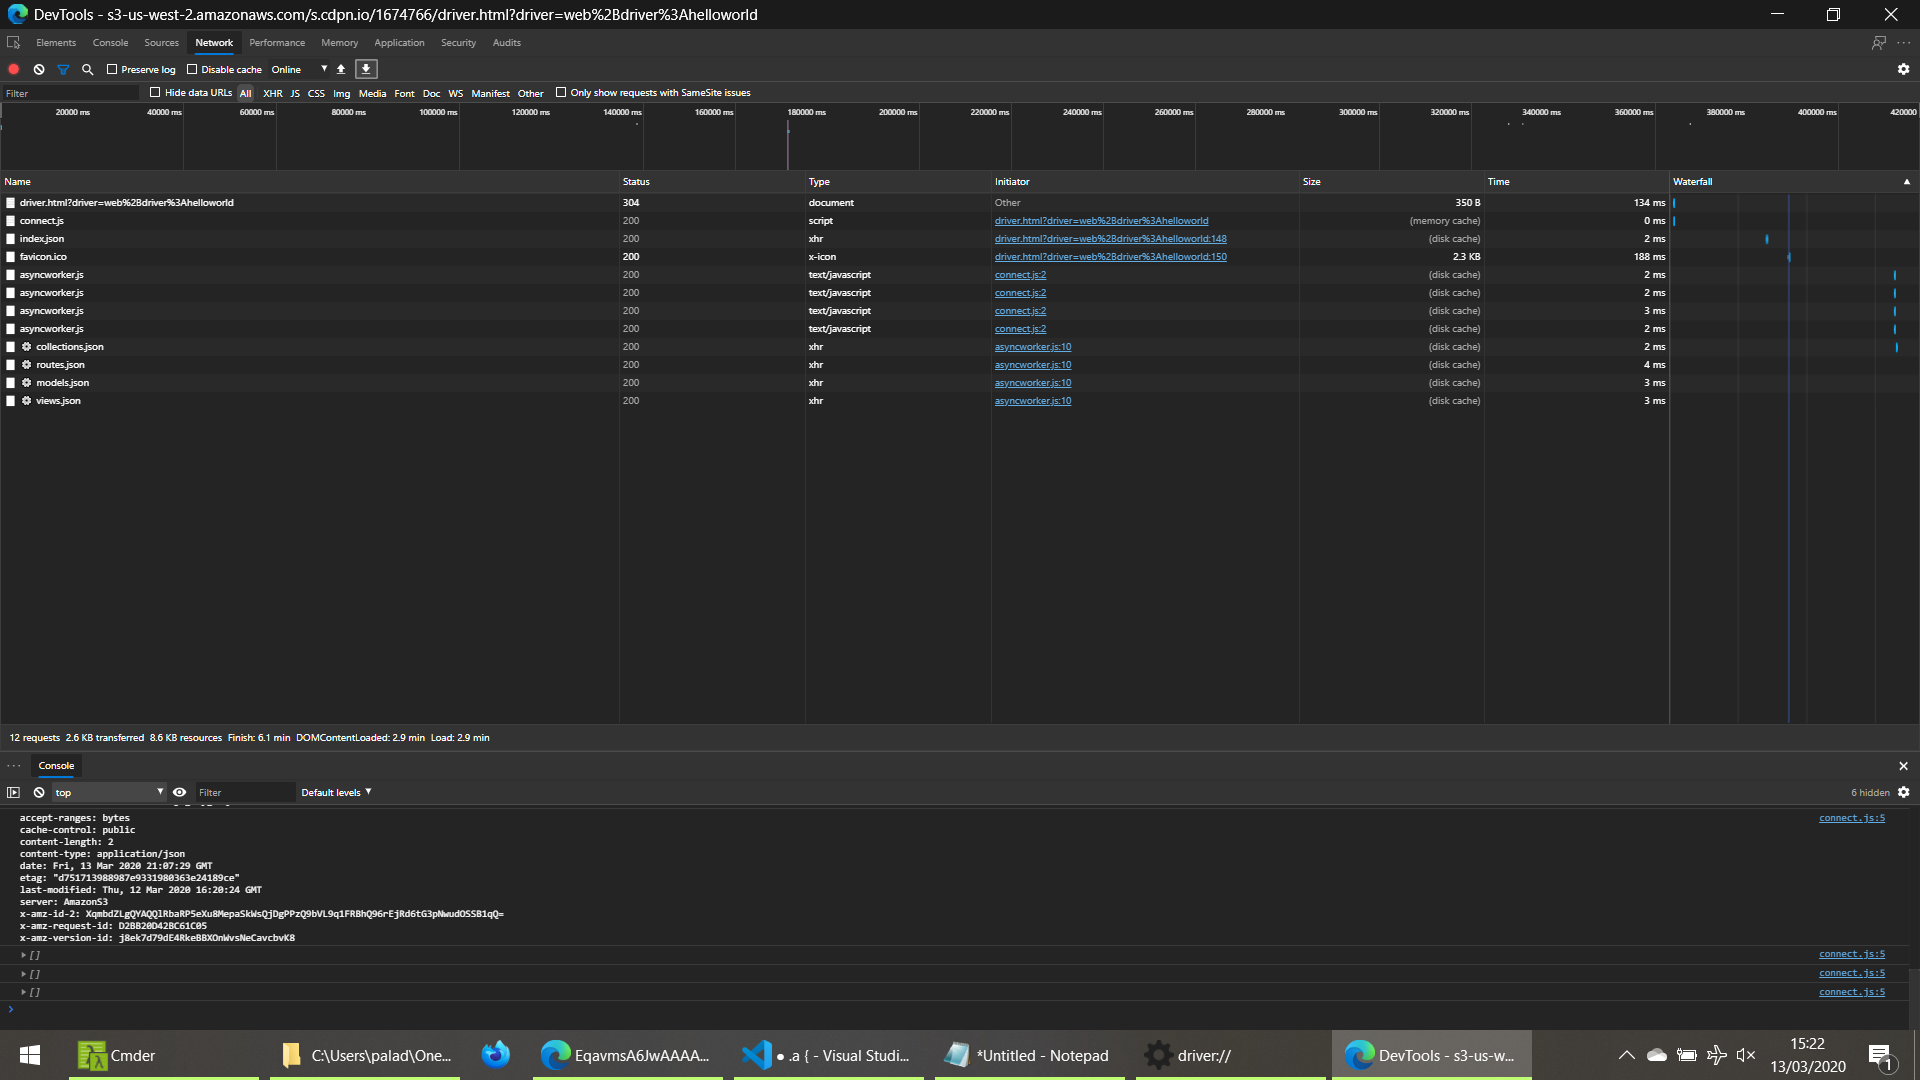 DevTools - s3-us-west-2.amazonaws.com/s.cdpn.io/1674766/driver.html?driver=web%2Bdriver%3Ahelloworld
Elements Console Sources Network Performance Memory Application Security Audits
Preserve log Disable cache Online
Filter Hide data URLs All XHR JS CSS Img Media Font Doc WS Manifest Other Only show requests with SameSite issues
20000 ms 40000 ms 60000 ms 80000 ms 100000 ms 120000 ms 140000 ms 160000 ms 180000 ms 200000 ms 220000 ms 240000 ms 260000 ms 280000 ms 300000 ms 320000 ms 340000 ms 360000 ms 380000 ms 400000 ms 420000
Name Status Type Initiator Size Time Waterfall
driver.html?driver=web%2Bdriver%3Ahelloworld 304 document Other 350 B 134 ms
connect.js 200 script driver.html?driver=web%2Bdriver%3Ahelloworld (memory cache) 0 ms
index.json 200 xhr driver.html?driver=web%2Bdriver%3Ahelloworld:148 (disk cache) 2 ms
favicon.ico 200 x-icon driver.html?driver=web%2Bdriver%3Ahelloworld:150 2.3 KB 188 ms
asyncworker.js 200 text/javascript connect.js:2 (disk cache) 2 ms
asyncworker.js 200 text/javascript connect.js:2 (disk cache) 2 ms
asyncworker.js 200 text/javascript connect.js:2 (disk cache) 3 ms
asyncworker.js 200 text/javascript connect.js:2 (disk cache) 2 ms
collections.json 200 xhr asyncworker.js:10 (disk cache) 2 ms
routes.json 200 xhr asyncworker.js:10 (disk cache) 4 ms
models.json 200 xhr asyncworker.js:10 (disk cache) 3 ms
views.json 200 xhr asyncworker.js:10 (disk cache) 3 ms
12 requests 2.6 KB transferred 8.6 KB resources Finish: 6.1 min DOMContentLoaded: 2.9 min Load: 2.9 min
Console
top Filter Default levels 6 hidden
accept-ranges: bytes connect.js:5
cache-control: public
content-length: 2
content-type: application/json
date: Fri, 13 Mar 2020 21:07:29 GMT
etag: "d751713988987e9331980363e24189ce"
last-modified: Thu, 12 Mar 2020 16:20:24 GMT
server: AmazonS3
x-amz-id-2: XqmbdZLgQYAQQlRbaRP5eXu8MepaSkWsQjDgPPzQ9bVL9q1FRBhQ96rEjRd6tG3pNwudOSSB1qQ=
x-amz-request-id: D2BB20D42BC61C05
x-amz-version-id: j8ek7d79dE4RkeBBXOnWvsNeCavcbvK8
[] connect.js:5
[] connect.js:5
[] connect.js:5
Cmder C:\Users\palad\One... EqavmsA6JwAAAA... .a { - Visual Studi... *Untitled - Notepad driver:// DevTools - s3-us-w... 15:22
13/03/2020 1